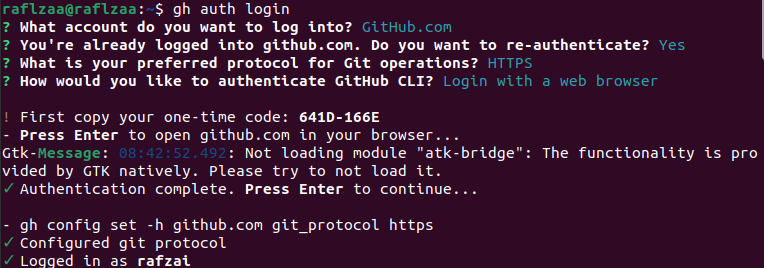 raflzaa@raflzaa:~$ gh auth login
? What account do you want to log into? GitHub.com
? You're already logged into github.com. Do you want to re-authenticate? Yes
? What is your preferred protocol for Git operations? HTTPS
? How would you like to authenticate GitHub CLI? Login with a web browser
! First copy your one-time code: 641D-166E
- Press Enter to open github.com in your browser...
Gtk-Message: 08:42:52.492: Not loading module "atk-bridge": The functionality is pro
vided by GTK natively. Please try to not load it.
✓ Authentication complete. Press Enter to continue...
- gh config set -h github.com git_protocol https
✓ Configured git protocol
✓ Logged in as rafzai